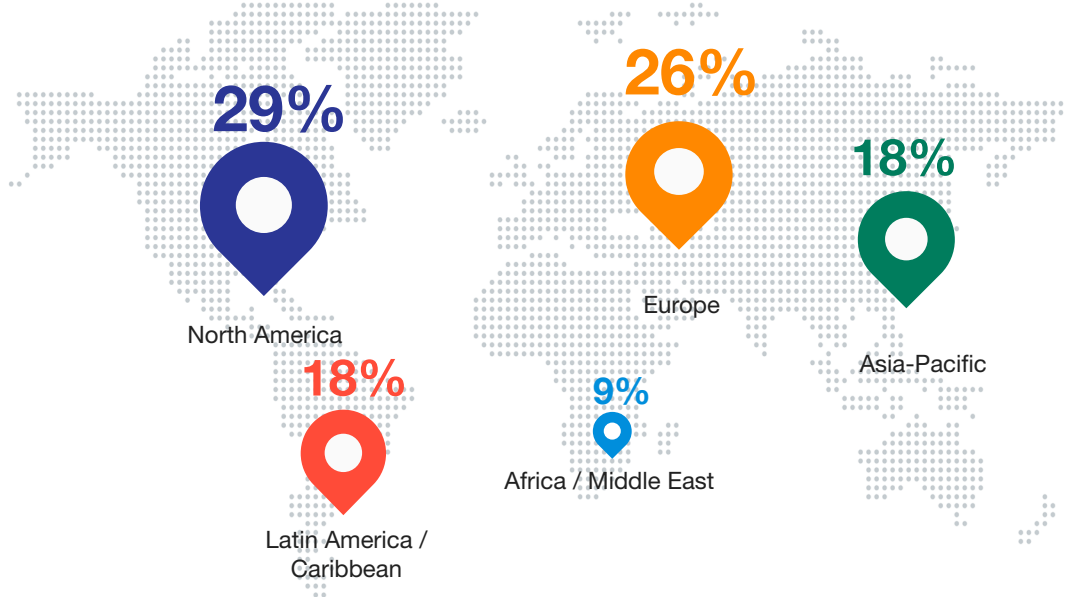 29%
North America
26%
Europe
18%
Asia-Pacific
18%
Latin America /
Caribbean
9%
Africa / Middle East